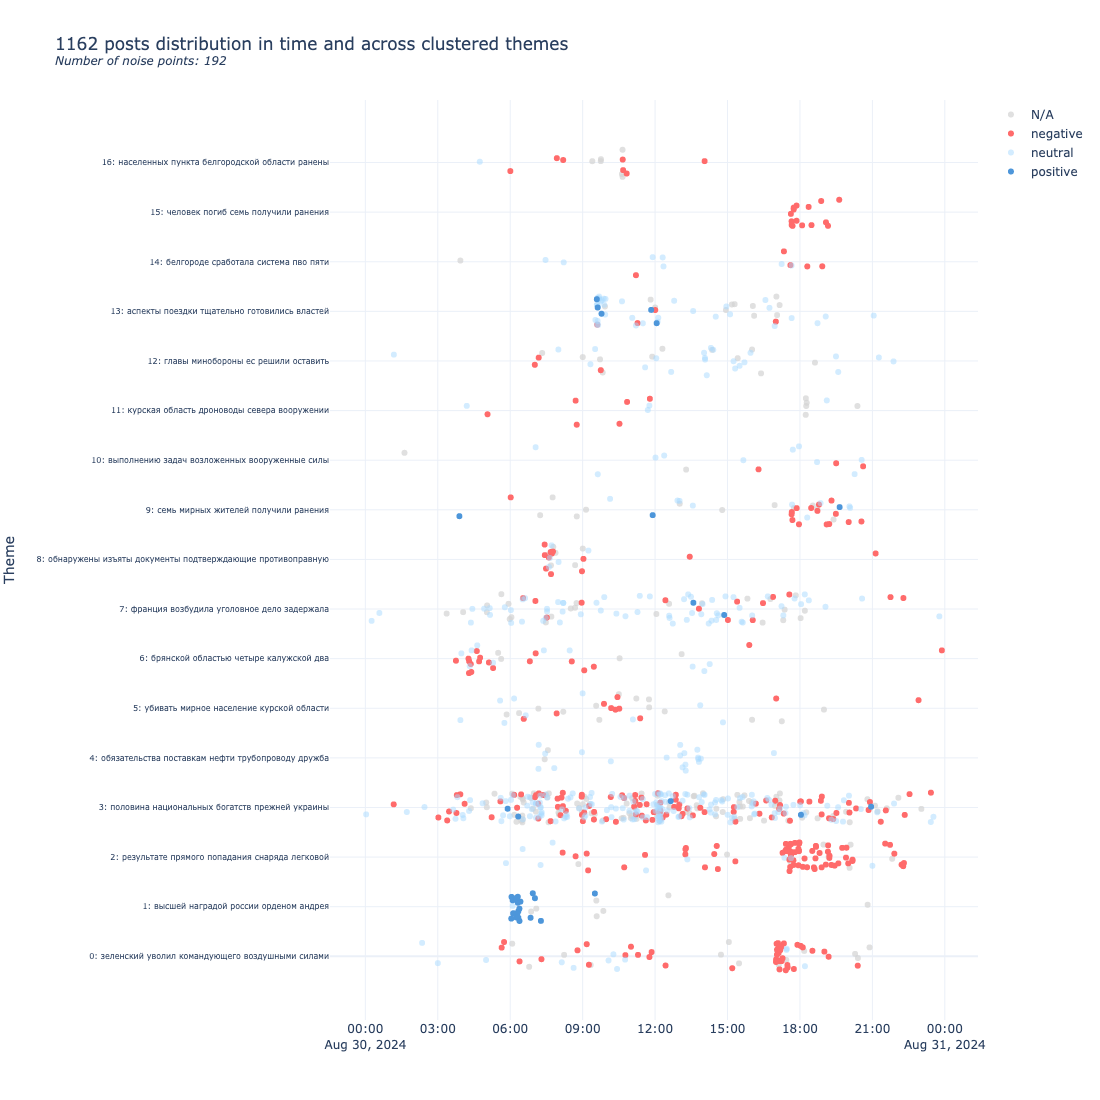 1162 posts distribution in time and across clustered themes
Number of noise points: 192
N/A
negative
neutral
positive
Theme
16: населенных пункта белгородской области ранены
15: человек погиб семь получили ранения
14: белгороде сработала система пво пяти
13: аспекты поездки тщательно готовились властей
12: главы минобороны ес решили оставить
11: курская область дроноводы севера вооружении
10: выполнению задач возложенных вооруженные силы
9: семь мирных жителей получили ранения
8: обнаружены изъяты документы подтверждающие противоправную
7: франция возбудила уголовное дело задержала
6: брянской областью четыре калужской два
5: убивать мирное население курской области
4: обязательства поставкам нефти трубопроводу дружба
3: половина национальных богатств прежней украины
2: результате прямого попадания снаряда легковой
1: высшей наградой россии орденом андрея
0: зеленский уволил командующего воздушными силами
00:00 03:00 06:00 09:00 12:00 15:00 18:00 21:00 00:00
Aug 30, 2024 Aug 31, 2024